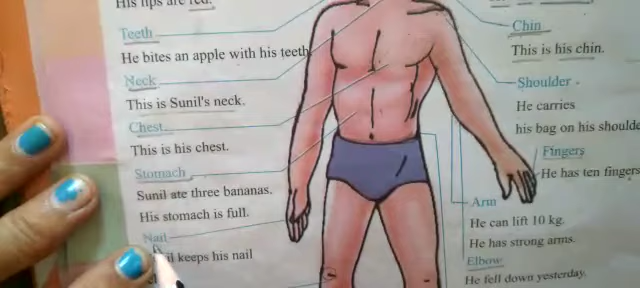 His lips are red.
Teeth
He bites an apple with his teeth
Neck
This is Sunil's neck.
Chest
This is his chest.
Stomach
Sunil ate three bananas.
His stomach is full.
Nail
keeps his nail
Chin
This is his chin.
Shoulder
He carries
his bag on his shoulde
Fingers
He has ten fingers
Arm
He can lift 10 kg.
He has strong arms.
Elbow
He fell down yesterday.